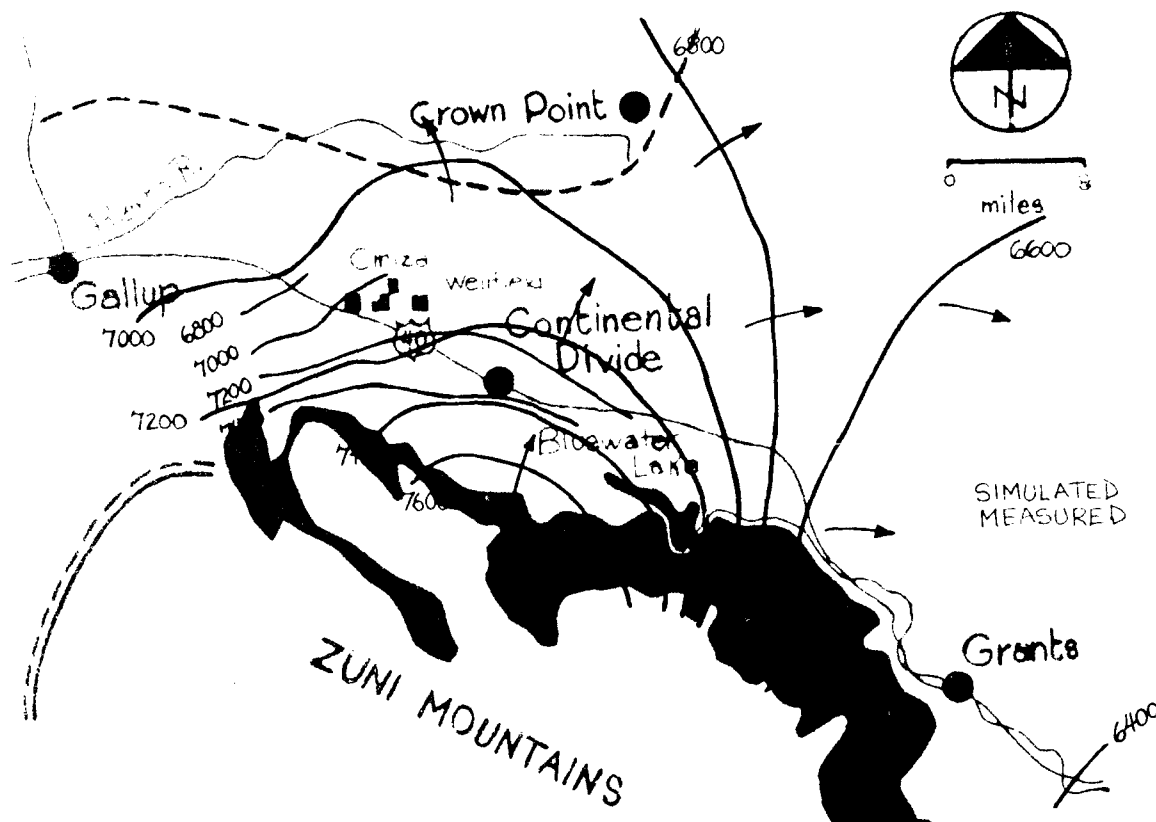 6800
Crown Point
N
0 8
miles
6600
Gallup
Ciniza
Wellfield
7000
6800
7000
40
Continental
Divide
7200
7200
Bluewater
Lake
7600
SIMULATED
MEASURED
ZUNI MOUNTAINS
Grants
6400